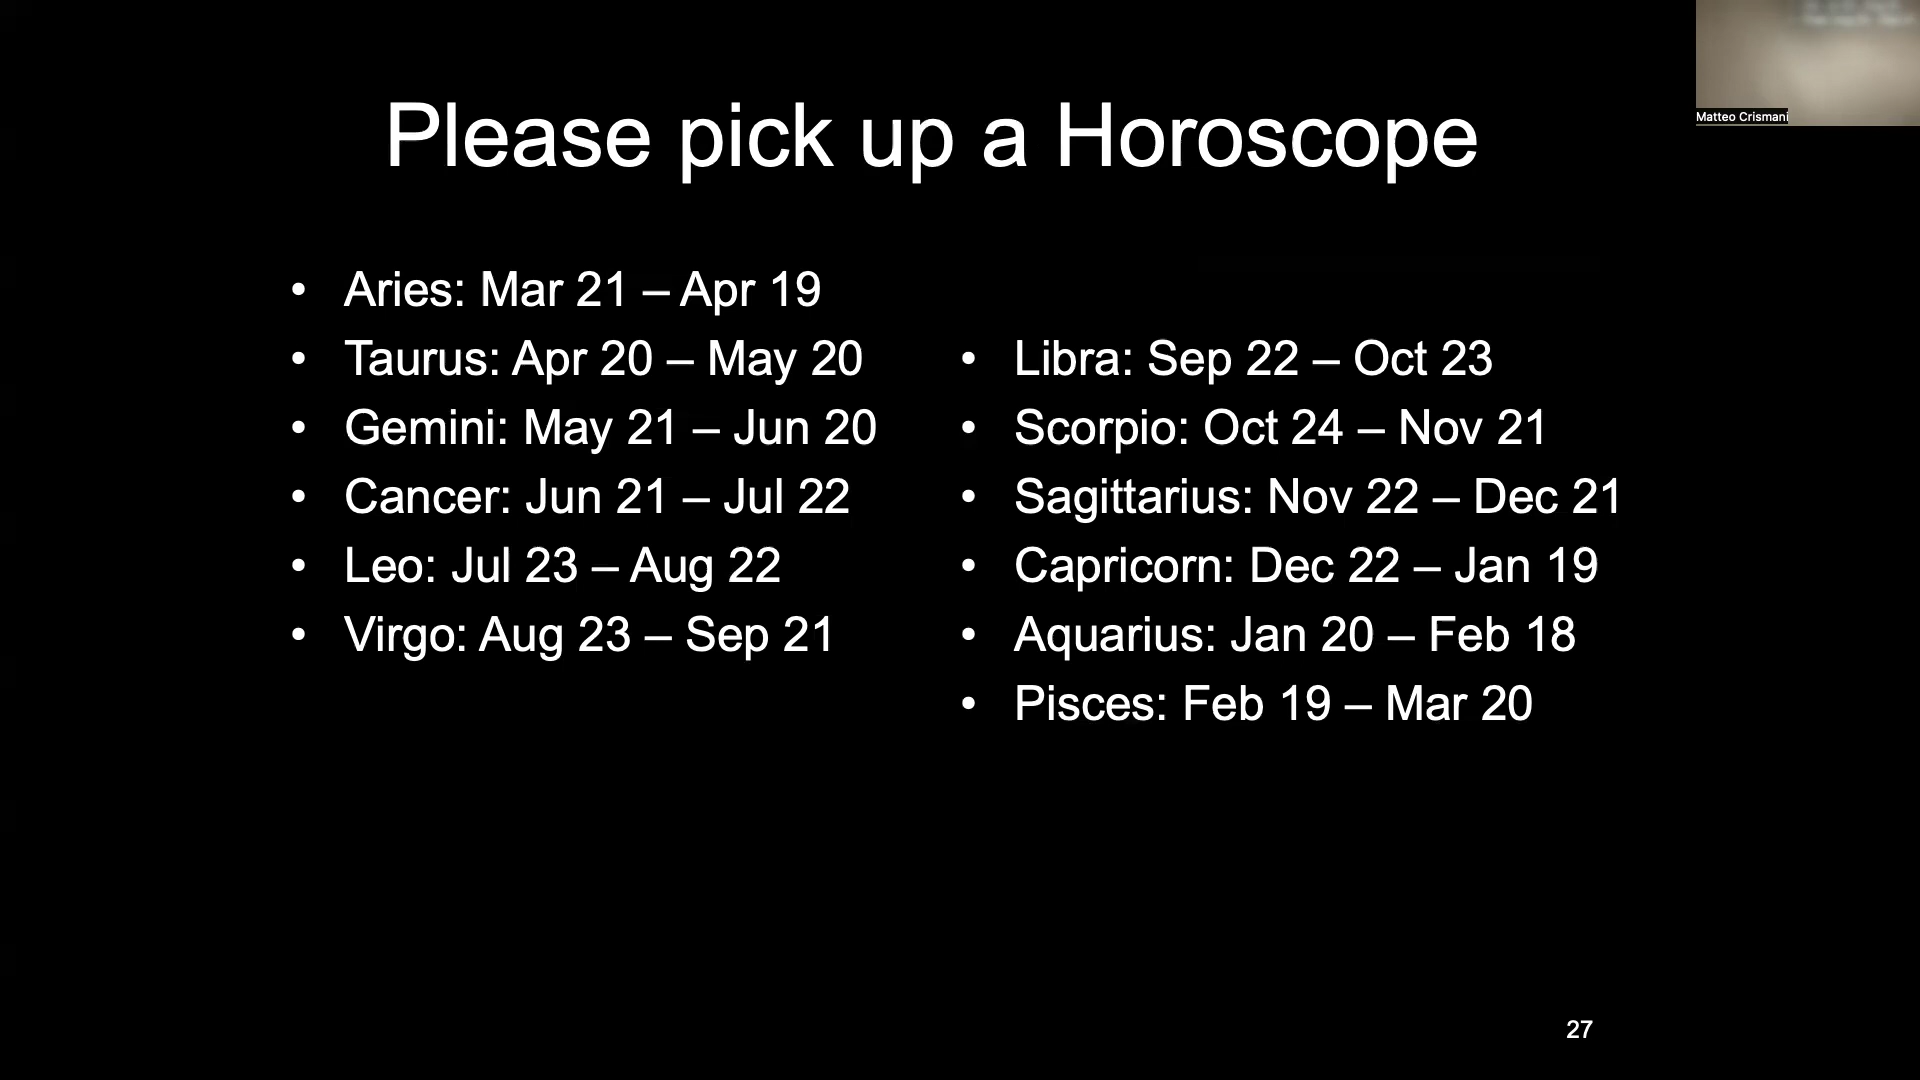 Please pick up a Horoscope
Matteo Crismani
• Aries: Mar 21 – Apr 19
• Taurus: Apr 20 – May 20
• Gemini: May 21 – Jun 20
• Cancer: Jun 21 – Jul 22
• Leo: Jul 23 – Aug 22
• Virgo: Aug 23 – Sep 21
• Libra: Sep 22 – Oct 23
• Scorpio: Oct 24 – Nov 21
• Sagittarius: Nov 22 – Dec 21
• Capricorn: Dec 22 – Jan 19
• Aquarius: Jan 20 – Feb 18
• Pisces: Feb 19 – Mar 20
27